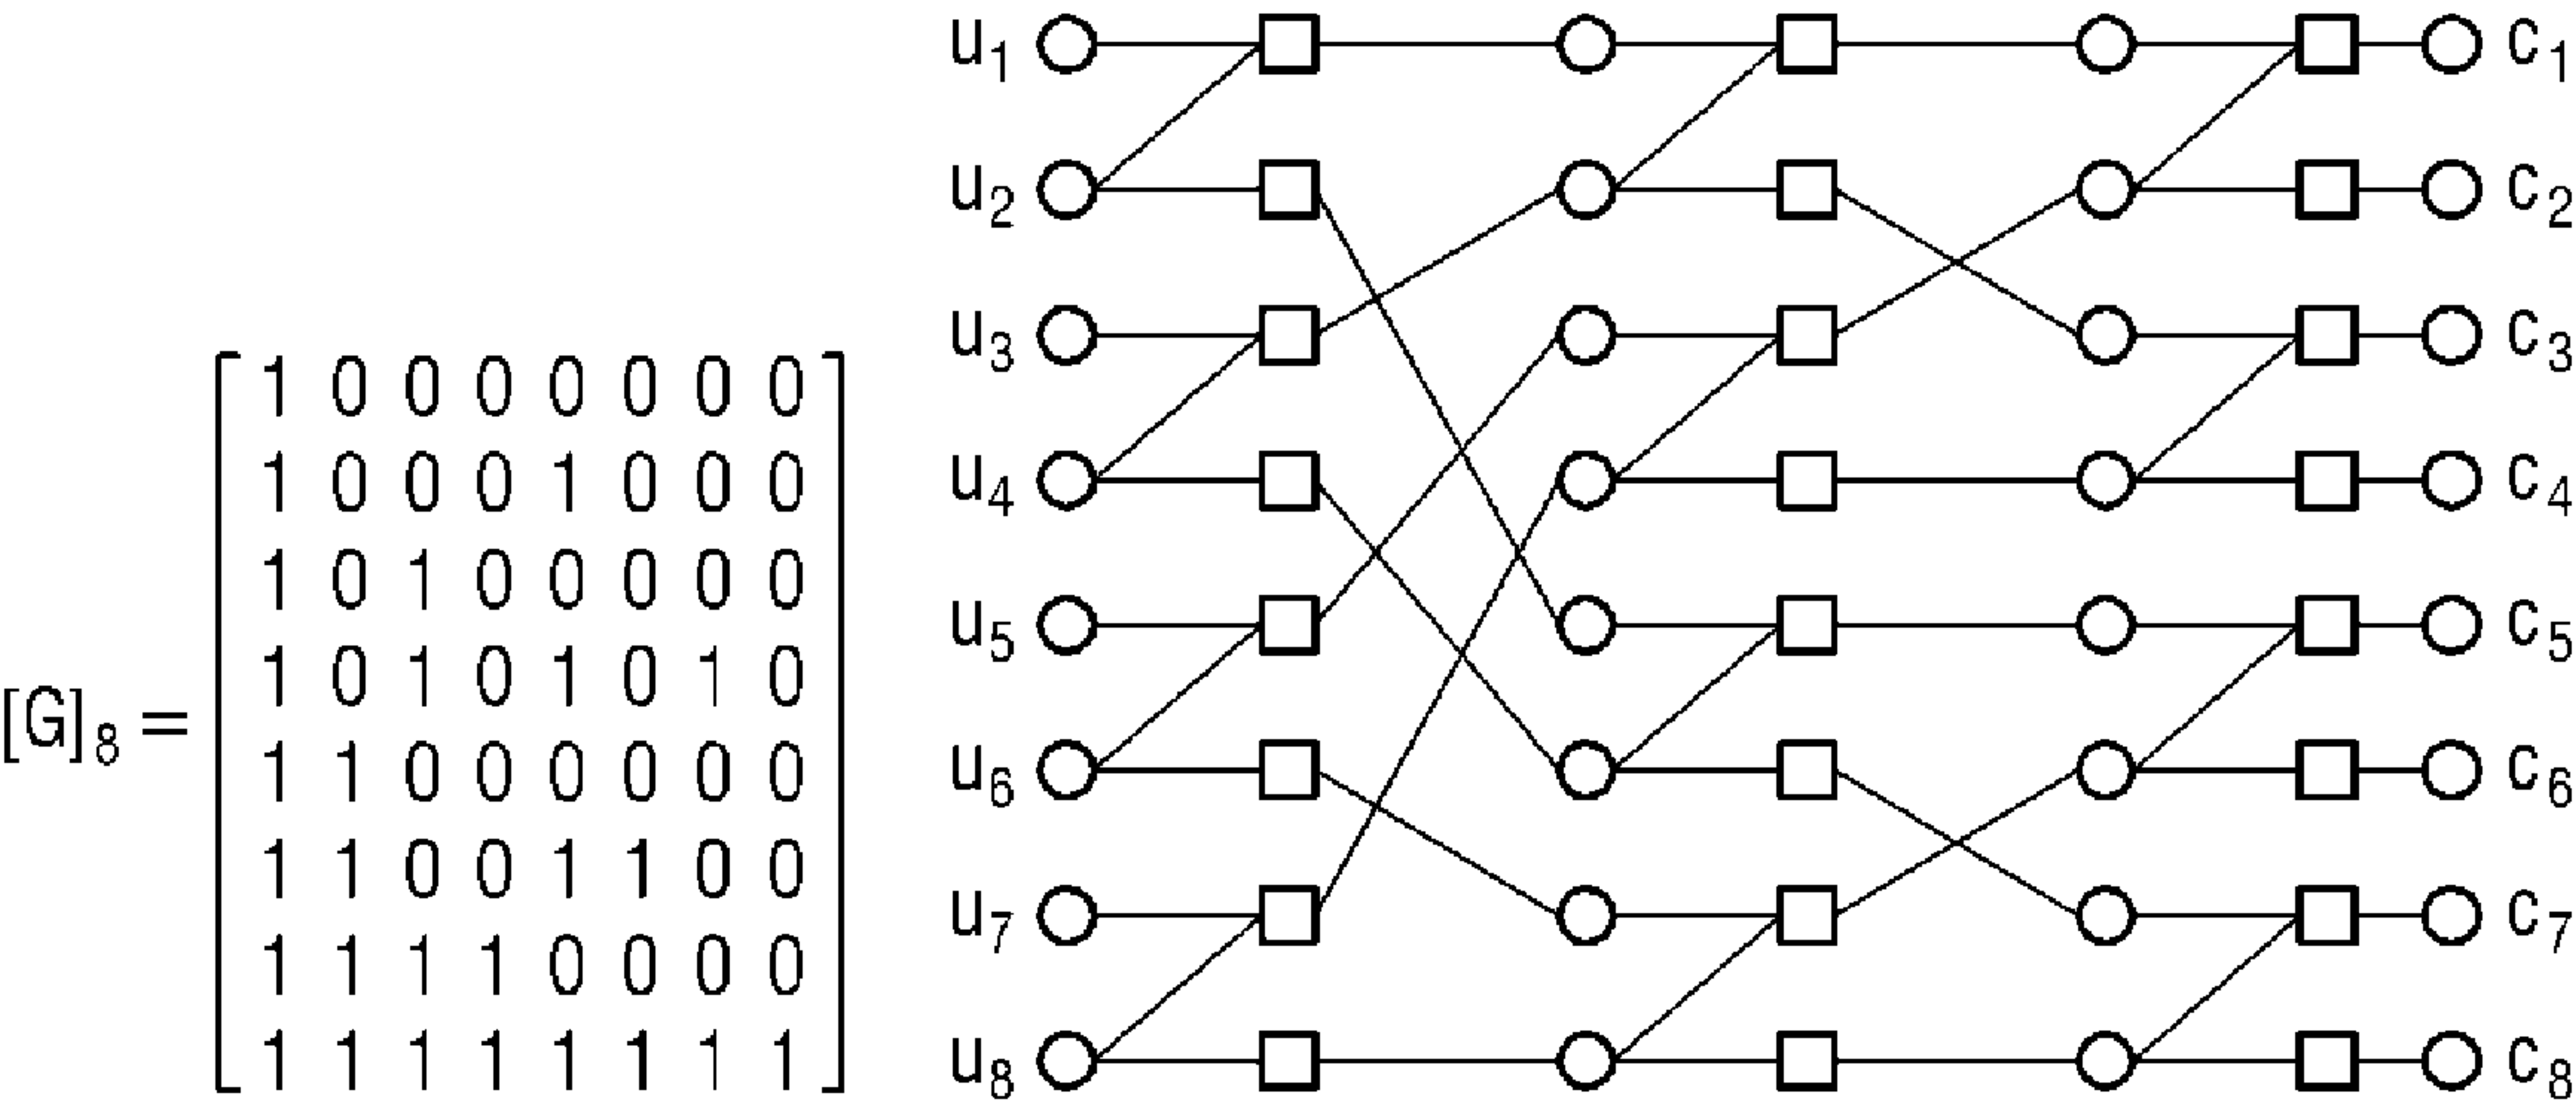 u1 c1
u2 c2
u3 c3
1 0 0 0 0 0 0 0
1 0 0 0 1 0 0 0 u4 c4
1 0 1 0 0 0 0 0 u5 c5
1 0 1 0 1 0 1 0
[G]8 = 1 1 0 0 0 0 0 0 u6 c6
1 1 0 0 1 1 0 0 u7 c7
1 1 1 1 0 0 0 0
1 1 1 1 1 1 1 1 u8 c8